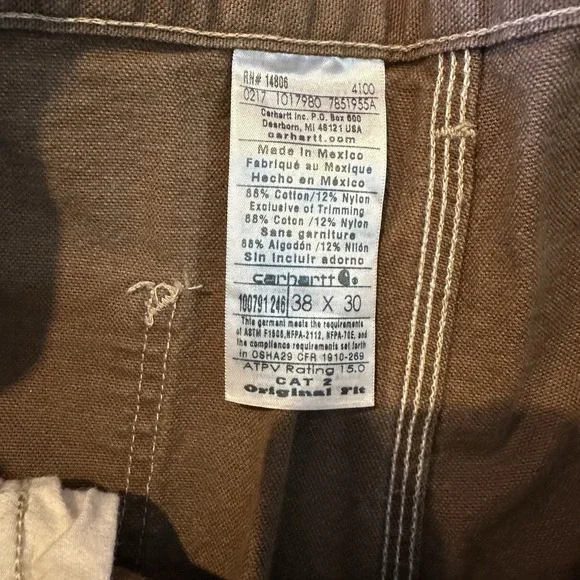 RN# 14806 4100
0217 1017980 7851955A
Carhartt Inc. P.O. Box 600
Dearborn, MI 48121 USA
carhartt.com
Made in Mexico
Fabriqué au Mexique
Hecho en México
88% Cotton/12% Nylon
Exclusive of Trimming
88% Coton /12% Nylon
Sans garniture
88% Algodón /12% Nilón
Sin incluir adorno
carhartt
100791 246 38 X 30
This garment meets the requirements
of ASTM F1506, NFPA-2112, NFPA-70E, and
the compliance requirements set forth
in OSHA29 CFR 1910-269
ATPV Rating 15.0
CAT 2
Original Fit